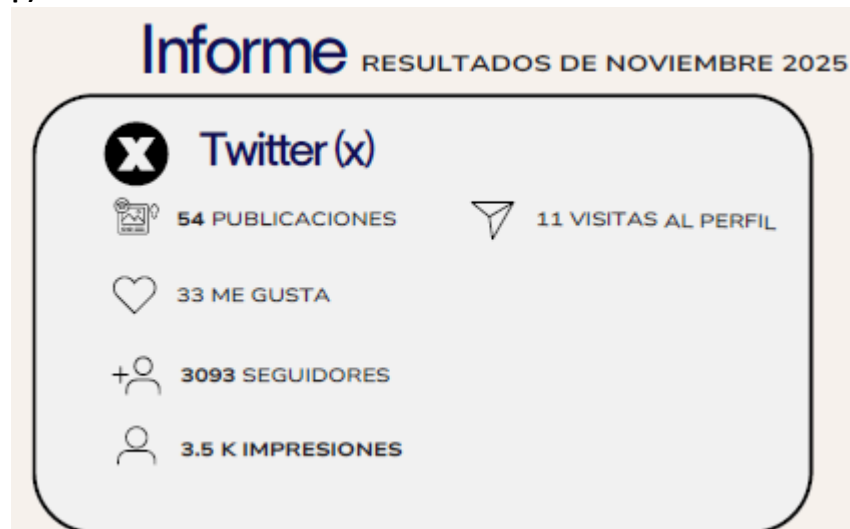 Informe RESULTADOS DE NOVIEMBRE 2025
X Twitter (x)
54 PUBLICACIONES
11 VISITAS AL PERFIL
33 ME GUSTA
3093 SEGUIDORES
3.5 K IMPRESIONES